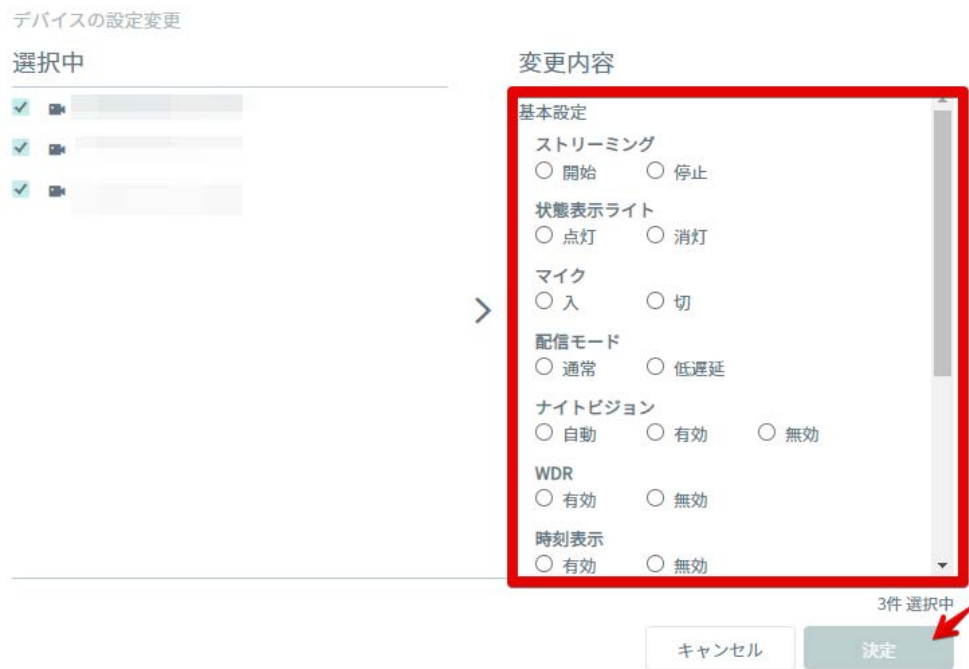 デバイスの設定変更
選択中
変更内容
基本設定
ストリーミング
開始 停止
状態表示ライト
点灯 消灯
マイク
入 切
配信モード
通常 低遅延
ナイトビジョン
自動 有効 無効
WDR
有効 無効
時刻表示
有効 無効
3件 選択中
キャンセル 決定